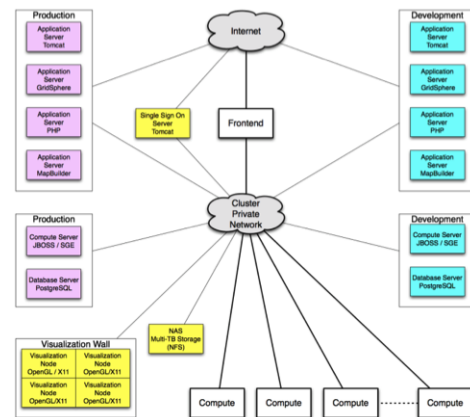 Production
Application
Server
Tomcat
Application
Server
GridSphere
Application
Server
PHP
Application
Server
MapBuilder
Internet
Single Sign On
Server
Tomcat
Frontend
Development
Application
Server
Tomcat
Application
Server
GridSphere
Application
Server
PHP
Application
Server
MapBuilder
Cluster
Private
Network
Production
Compute Server
JBOSS / SGE
Database Server
PostgreSQL
Development
Compute Server
JBOSS / SGE
Database Server
PostgreSQL
Visualization Wall
Visualization
Node
OpenGL / X11
Visualization
Node
OpenGL/X11
Visualization
Node
OpenGL/X11
Visualization
Node
OpenGL/X11
NAS
Multi-TB Storage
(NFS)
Compute
Compute
Compute
Compute